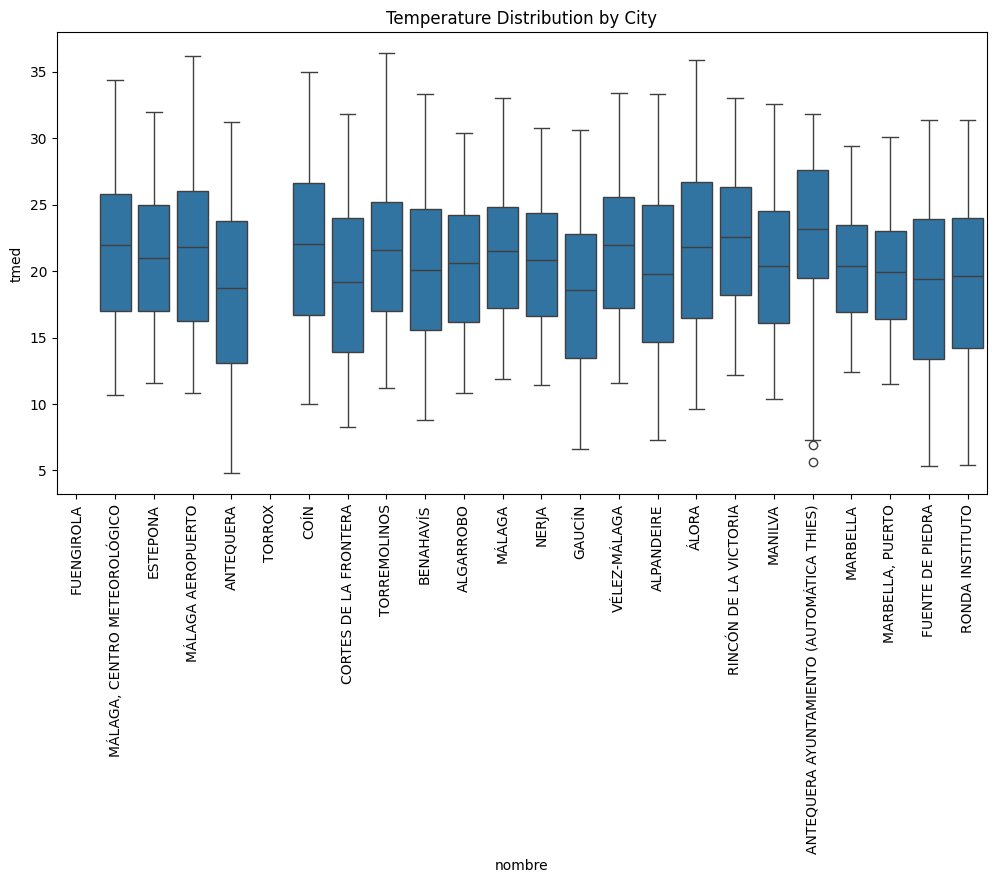 Temperature Distribution by City
tmed
35
30
25
20
15
10
5
FUENGIROLA
MÁLAGA, CENTRO METEOROLÓGICO
ESTEPONA
MÁLAGA AEROPUERTO
ANTEQUERA
TORROX
COÍN
CORTES DE LA FRONTERA
TORREMOLINOS
BENAHAVÍS
ALGARROBO
MÁLAGA
NERJA
GAUCÍN
VÉLEZ-MÁLAGA
ALPANDEIRE
ÁLORA
RINCÓN DE LA VICTORIA
MANILVA
ANTEQUERA AYUNTAMIENTO (AUTOMÁTICA THIES)
MARBELLA
MARBELLA, PUERTO
FUENTE DE PIEDRA
RONDA INSTITUTO
nombre